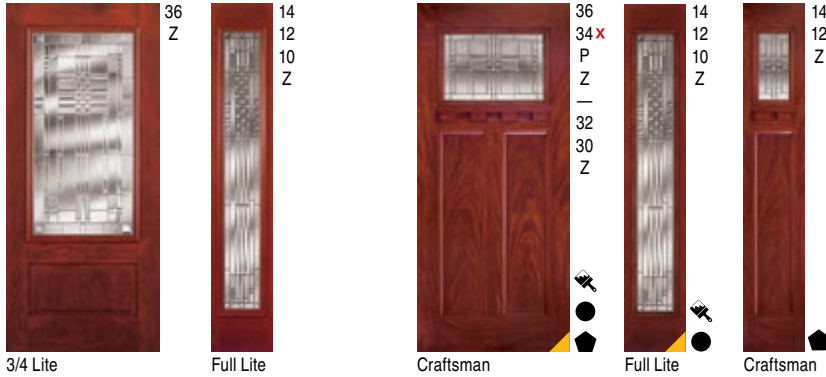 36
Z
3/4 Lite
14
12
10
Z
Full Lite
36
34 x
P
Z
—
32
30
Z
Craftsman
14
12
10
Z
Full Lite
14
12
Z
Craftsman